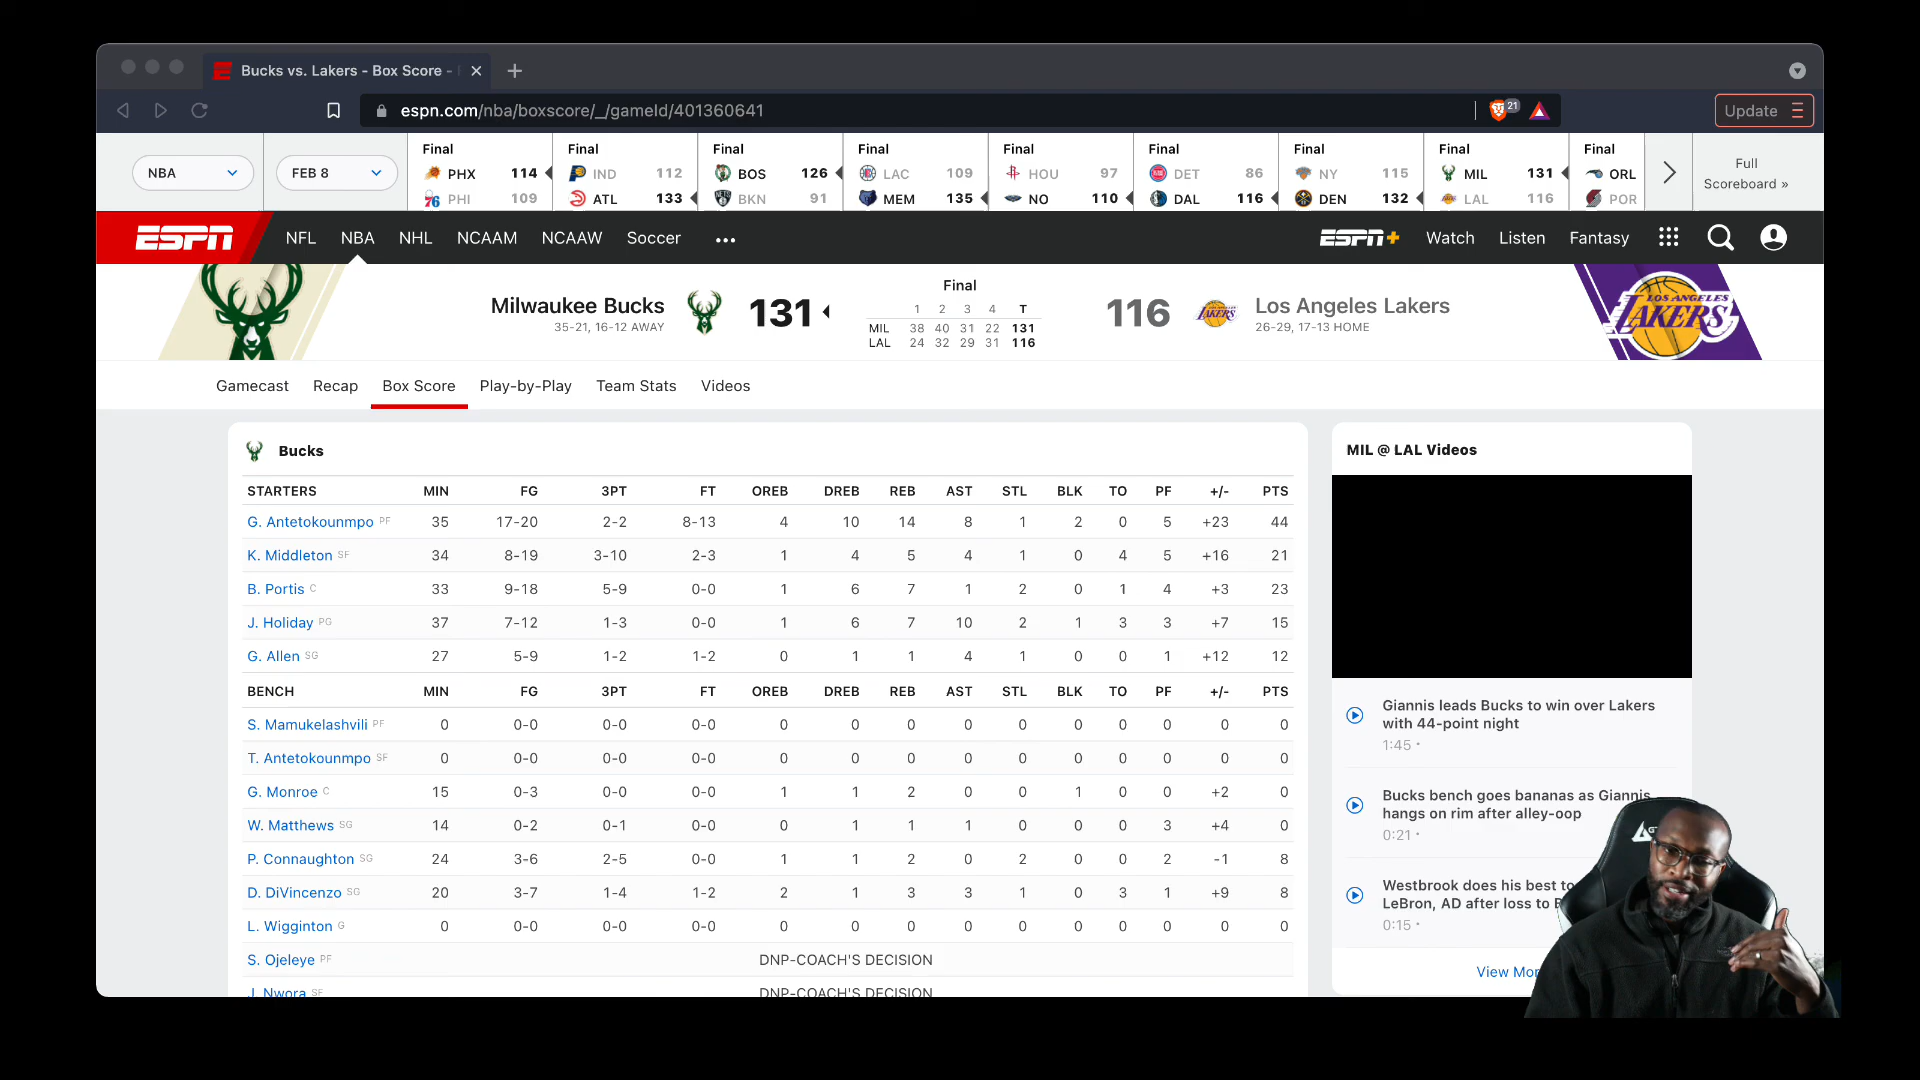 Bucks vs. Lakers - Box Score -
espn.com/nba/boxscore/_/gameId/401360641
21
Update
NBA
FEB 8
Final
PHX 114
PHI 109
Final
IND 112
ATL 133
Final
BOS 126
BKN 91
Final
LAC 109
MEM 135
Final
HOU 97
NO 110
Final
DET 86
DAL 116
Final
NY 115
DEN 132
Final
MIL 131
LAL 116
Final
ORL
POR
Full
Scoreboard »
ESPN NFL NBA NHL NCAAM NCAAW Soccer ESPN+ Watch Listen Fantasy
Milwaukee Bucks
35-21, 16-12 AWAY
131
Final
1 2 3 4 T
MIL 38 40 31 22 131
LAL 24 32 29 31 116
116
LAKERS
Los Angeles Lakers
26-29, 17-13 HOME
LOS ANGELES
LAKERS
Gamecast Recap Box Score Play-by-Play Team Stats Videos
Bucks
STARTERS MIN FG 3PT FT OREB DREB REB AST STL BLK TO PF +/- PTS
G. Antetokounmpo PF 35 17-20 2-2 8-13 4 10 14 8 1 2 0 5 +23 44
K. Middleton SF 34 8-19 3-10 2-3 1 4 5 4 1 0 4 5 +16 21
B. Portis C 33 9-18 5-9 0-0 1 6 7 1 2 0 1 4 +3 23
J. Holiday PG 37 7-12 1-3 0-0 1 6 7 10 2 1 3 3 +7 15
G. Allen SG 27 5-9 1-2 1-2 0 1 1 4 1 0 0 1 +12 12
BENCH MIN FG 3PT FT OREB DREB REB AST STL BLK TO PF +/- PTS
S. Mamukelashvili PF 0 0-0 0-0 0-0 0 0 0 0 0 0 0 0 0 0
T. Antetokounmpo SF 0 0-0 0-0 0-0 0 0 0 0 0 0 0 0 0 0
G. Monroe C 15 0-3 0-0 0-0 1 1 2 0 0 1 0 0 +2 0
W. Matthews SG 14 0-2 0-1 0-0 0 1 1 1 0 0 0 3 +4 0
P. Connaughton SG 24 3-6 2-5 0-0 1 1 2 0 2 0 0 2 -1 8
D. DiVincenzo SG 20 3-7 1-4 1-2 2 1 3 3 1 0 3 1 +9 8
L. Wigginton G 0 0-0 0-0 0-0 0 0 0 0 0 0 0 0 0 0
S. Ojeleye PF DNP-COACH'S DECISION
J. Nwora SF DNP-COACH'S DECISION
MIL @ LAL Videos
Giannis leads Bucks to win over Lakers
with 44-point night
1:45
Bucks bench goes bananas as Giannis
hangs on rim after alley-oop
0:21
Westbrook does his best to
LeBron, AD after loss to
0:15
View